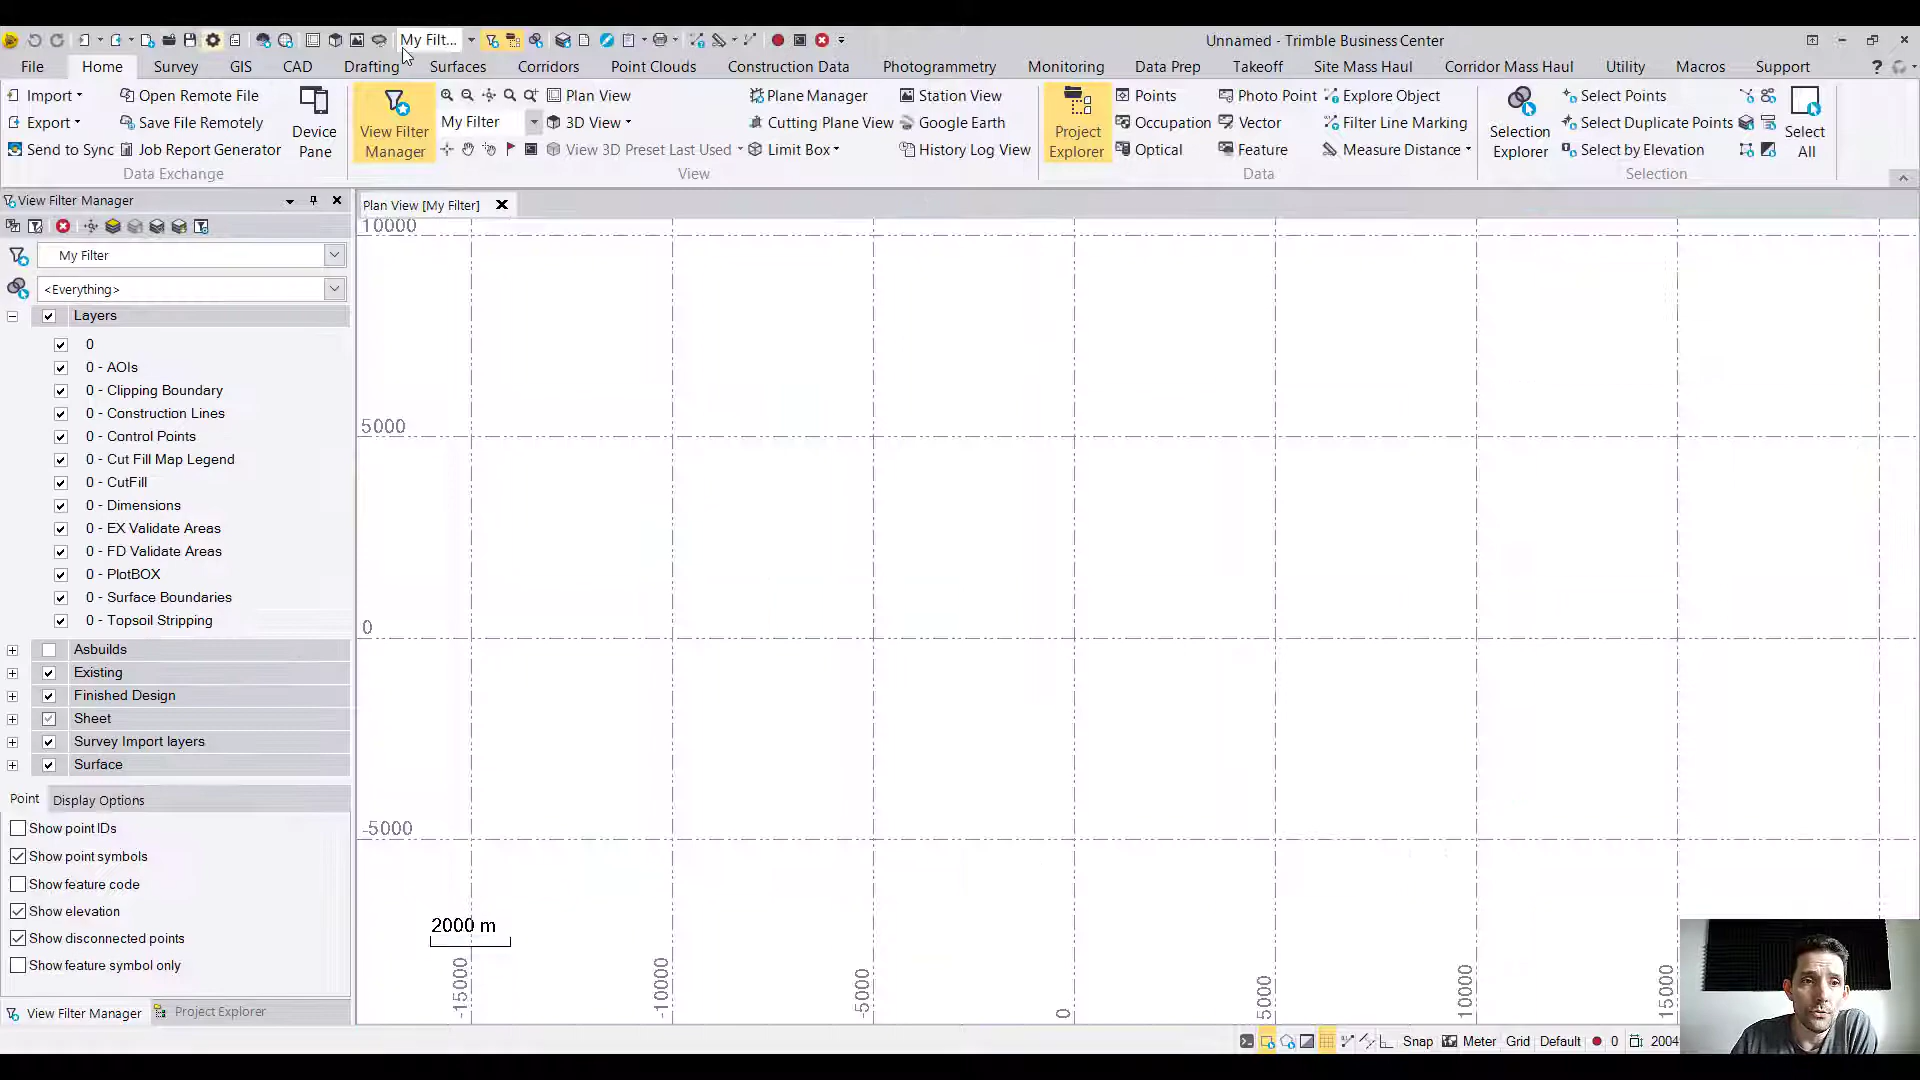 My Filt...
Unnamed - Trimble Business Center
File Home Survey GIS CAD Drafting Surfaces Corridors Point Clouds Construction Data Photogrammetry Monitoring Data Prep Takeoff Site Mass Haul Corridor Mass Haul Utility Macros Support
Import
Export
Send to Sync
Open Remote File
Save File Remotely
Job Report Generator
Device
Pane
Data Exchange
View Filter
Manager
My Filter
Plan View
3D View
View 3D Preset Last Used
Plane Manager
Cutting Plane View
Limit Box
Station View
Google Earth
History Log View
View
Project
Explorer
Points
Occupation
Optical
Photo Point
Vector
Feature
Explore Object
Filter Line Marking
Measure Distance
Data
Selection
Explorer
Select Points
Select Duplicate Points
Select by Elevation
Select
All
Selection
View Filter Manager
My Filter
<Everything>
Layers
0
0 - AOIs
0 - Clipping Boundary
0 - Construction Lines
0 - Control Points
0 - Cut Fill Map Legend
0 - CutFill
0 - Dimensions
0 - EX Validate Areas
0 - FD Validate Areas
0 - PlotBOX
0 - Surface Boundaries
0 - Topsoil Stripping
Asbuilds
Existing
Finished Design
Sheet
Survey Import layers
Surface
Point Display Options
Show point IDs
Show point symbols
Show feature code
Show elevation
Show disconnected points
Show feature symbol only
View Filter Manager Project Explorer
Plan View [My Filter]
10000
5000
0
-5000
2000 m
-15000 -10000 -5000 0 5000 10000 15000
Snap Meter Grid Default 0 2004